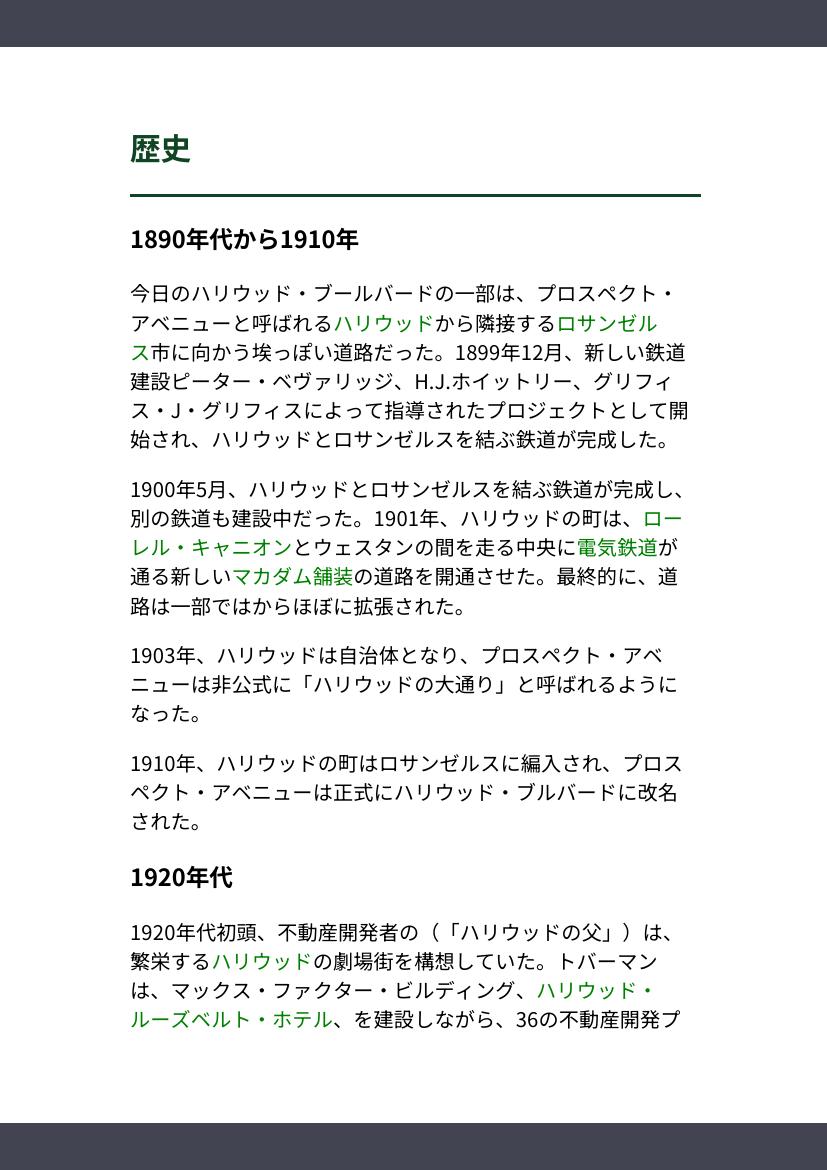 歴史
1890年代から1910年
今日のハリウッド・ブールバードの一部は、プロスペクト・
アベニューと呼ばれるハリウッドから隣接するロサンゼル
ス市に向かう埃っぽい道路だった。1899年12月、新しい鉄道
建設ピーター・ベヴァリッジ、H.J.ホイットリー、グリフィ
ス・J・グリフィスによって指導されたプロジェクトとして開
始され、ハリウッドとロサンゼルスを結ぶ鉄道が完成した。
1900年5月、ハリウッドとロサンゼルスを結ぶ鉄道が完成し、
別の鉄道も建設中だった。1901年、ハリウッドの町は、ロー
レル・キャニオンとウェスタンの間を走る中央に電気鉄道が
通る新しいマカダム舗装の道路を開通させた。最終的に、道
路は一部ではからほぼに拡張された。
1903年、ハリウッドは自治体となり、プロスペクト・アベ
ニューは非公式に「ハリウッドの大通り」と呼ばれるように
なった。
1910年、ハリウッドの町はロサンゼルスに編入され、プロス
ペクト・アベニューは正式にハリウッド・ブルバードに改名
された。
1920年代
1920年代初頭、不動産開発者の（「ハリウッドの父」）は、
繁栄するハリウッドの劇場街を構想していた。トバーマン
は、マックス・ファクター・ビルディング、ハリウッド・
ルーズベルト・ホテル、を建設しながら、36の不動産開発プ